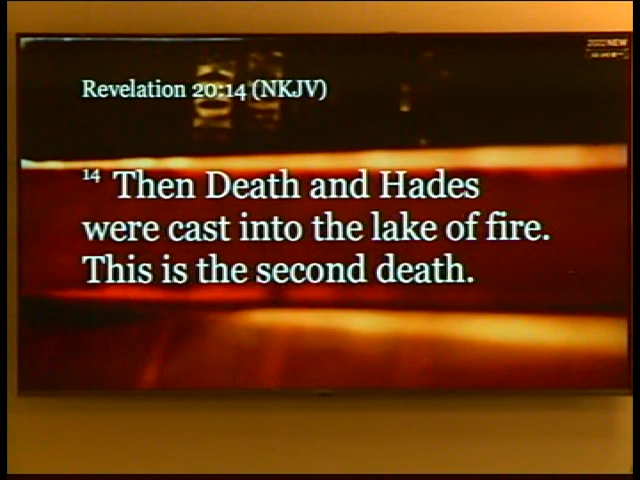 Revelation 20:14 (NKJV)
14 Then Death and Hades
were cast into the lake of fire.
This is the second death.